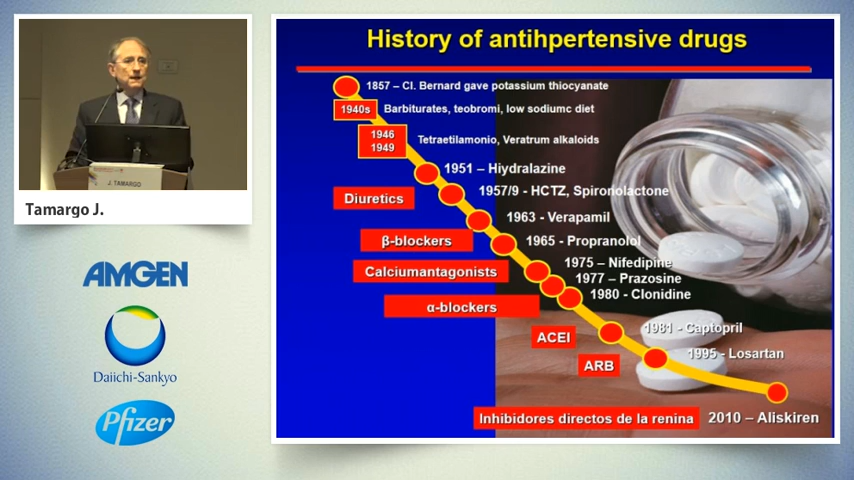 History of antihpertensive drugs
1857 – Cl. Bernard gave potassium thiocyanate
1940s
Barbiturates, teobromi, low sodiumc diet
1946
1949
Tetraetilamonio, Veratrum alkaloids
1951 – Hiydralazine
Diuretics
1957/9 - HCTZ, Spironolactone
1963 - Verapamil
β-blockers
1965 - Propranolol
Calciumantagonists
1975 – Nifedipine
1977 – Prazosine
1980 - Clonidine
α-blockers
ACEI
1981 - Captopril
ARB
1995 - Losartan
Inhibidores directos de la renina
2010 – Aliskiren
J. TAMARGO
Tamargo J.
AMGEN
Daiichi-Sankyo
Pfizer